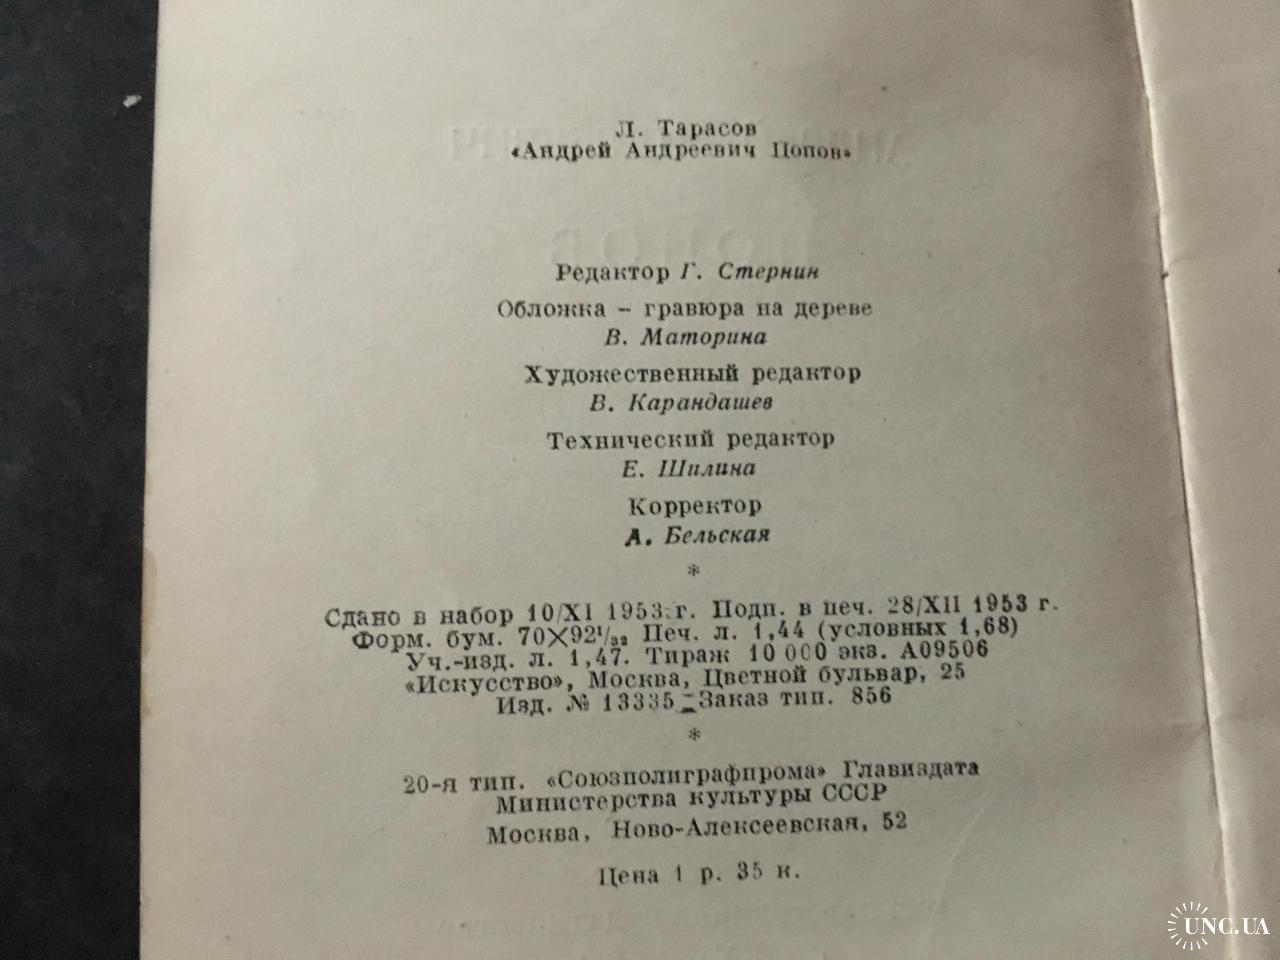 Л. Тарасов
«Андрей Андреевич Попов»
Редактор Г. Стернин
Обложка – гравюра на дереве
В. Маторина
Художественный редактор
В. Карандашев
Технический редактор
Е. Шилина
Корректор
А. Бельская
*
Сдано в набор 10/XI 1953 г. Подп. в печ. 28/XII 1953 г.
Форм. бум. 70×92¹/₃₂ Печ. л. 1,44 (условных 1,68)
Уч.-изд. л. 1,47. Тираж 10 000 экз. А09506
«Искусство», Москва, Цветной бульвар, 25
Изд. № 13335 – Заказ тип. 856
*
20-я тип. «Союзполиграфпрома» Главиздата
Министерства культуры СССР
Москва, Ново-Алексеевская, 52
Цена 1 р. 35 к.
UNC.UA